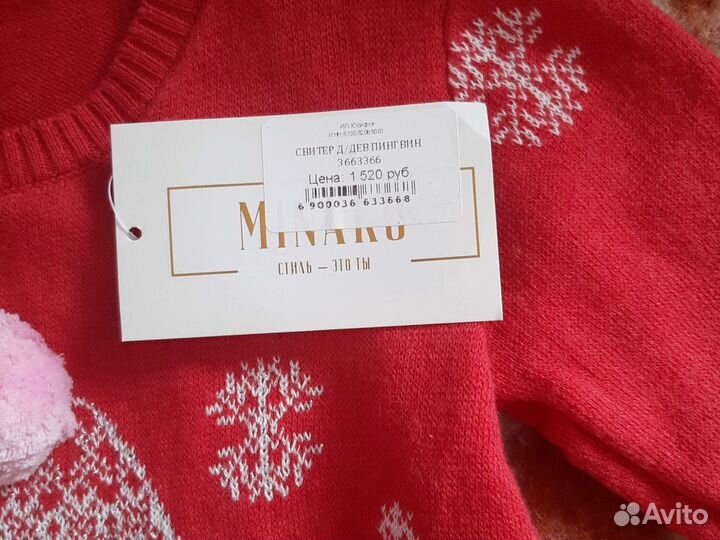 СВИТЕР Д/ДЕВ ПИНГВИН
3663366
Цена: 1 520 руб.
6 900036 633668
MINAKU
СТИЛЬ — ЭТО ТЫ
Avito